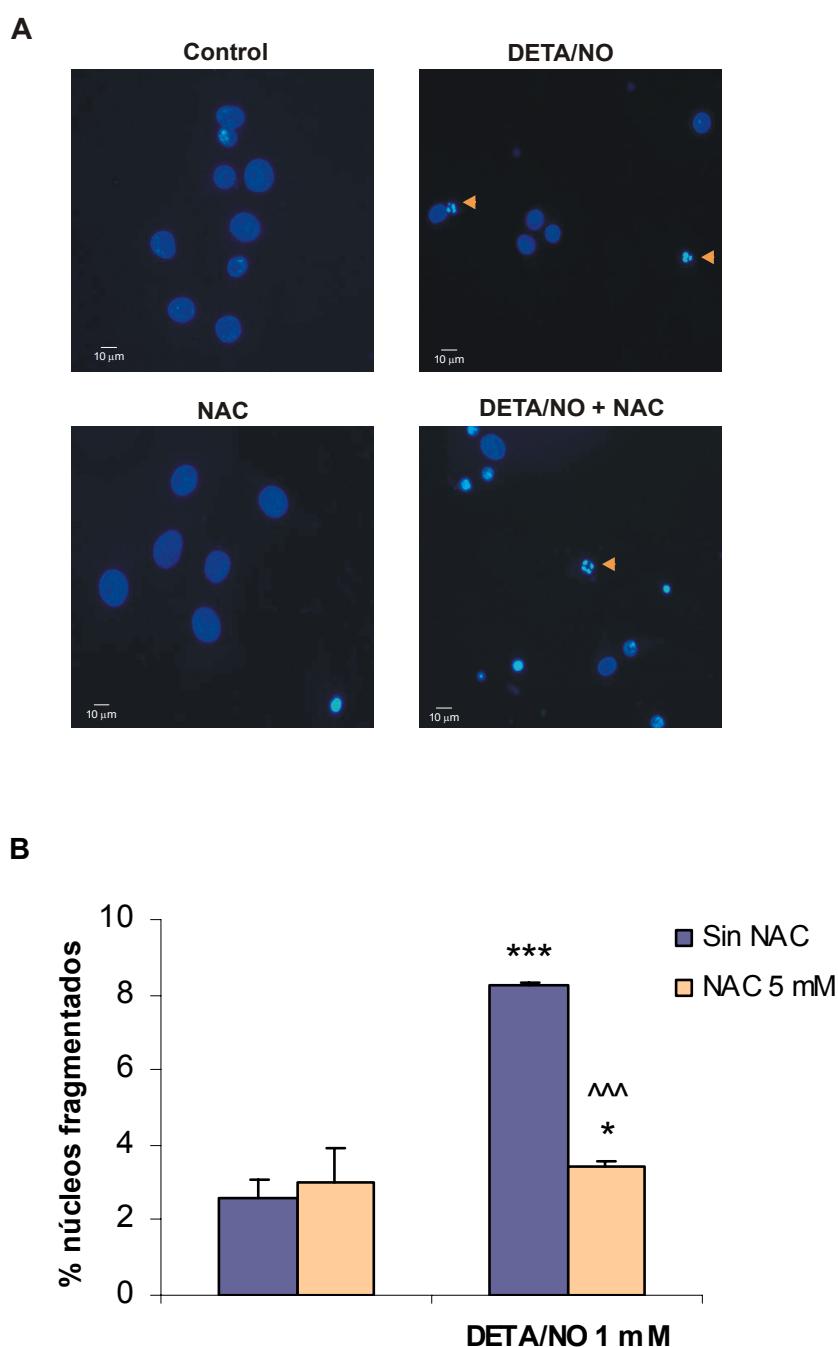 A
Control
DETA/NO
10 µm
10 µm
NAC
DETA/NO + NAC
10 µm
10 µm
B
% núcleos fragmentados
10
8
6
4
2
0
***
^^^
*
Sin NAC
NAC 5 mM
DETA/NO 1 mM